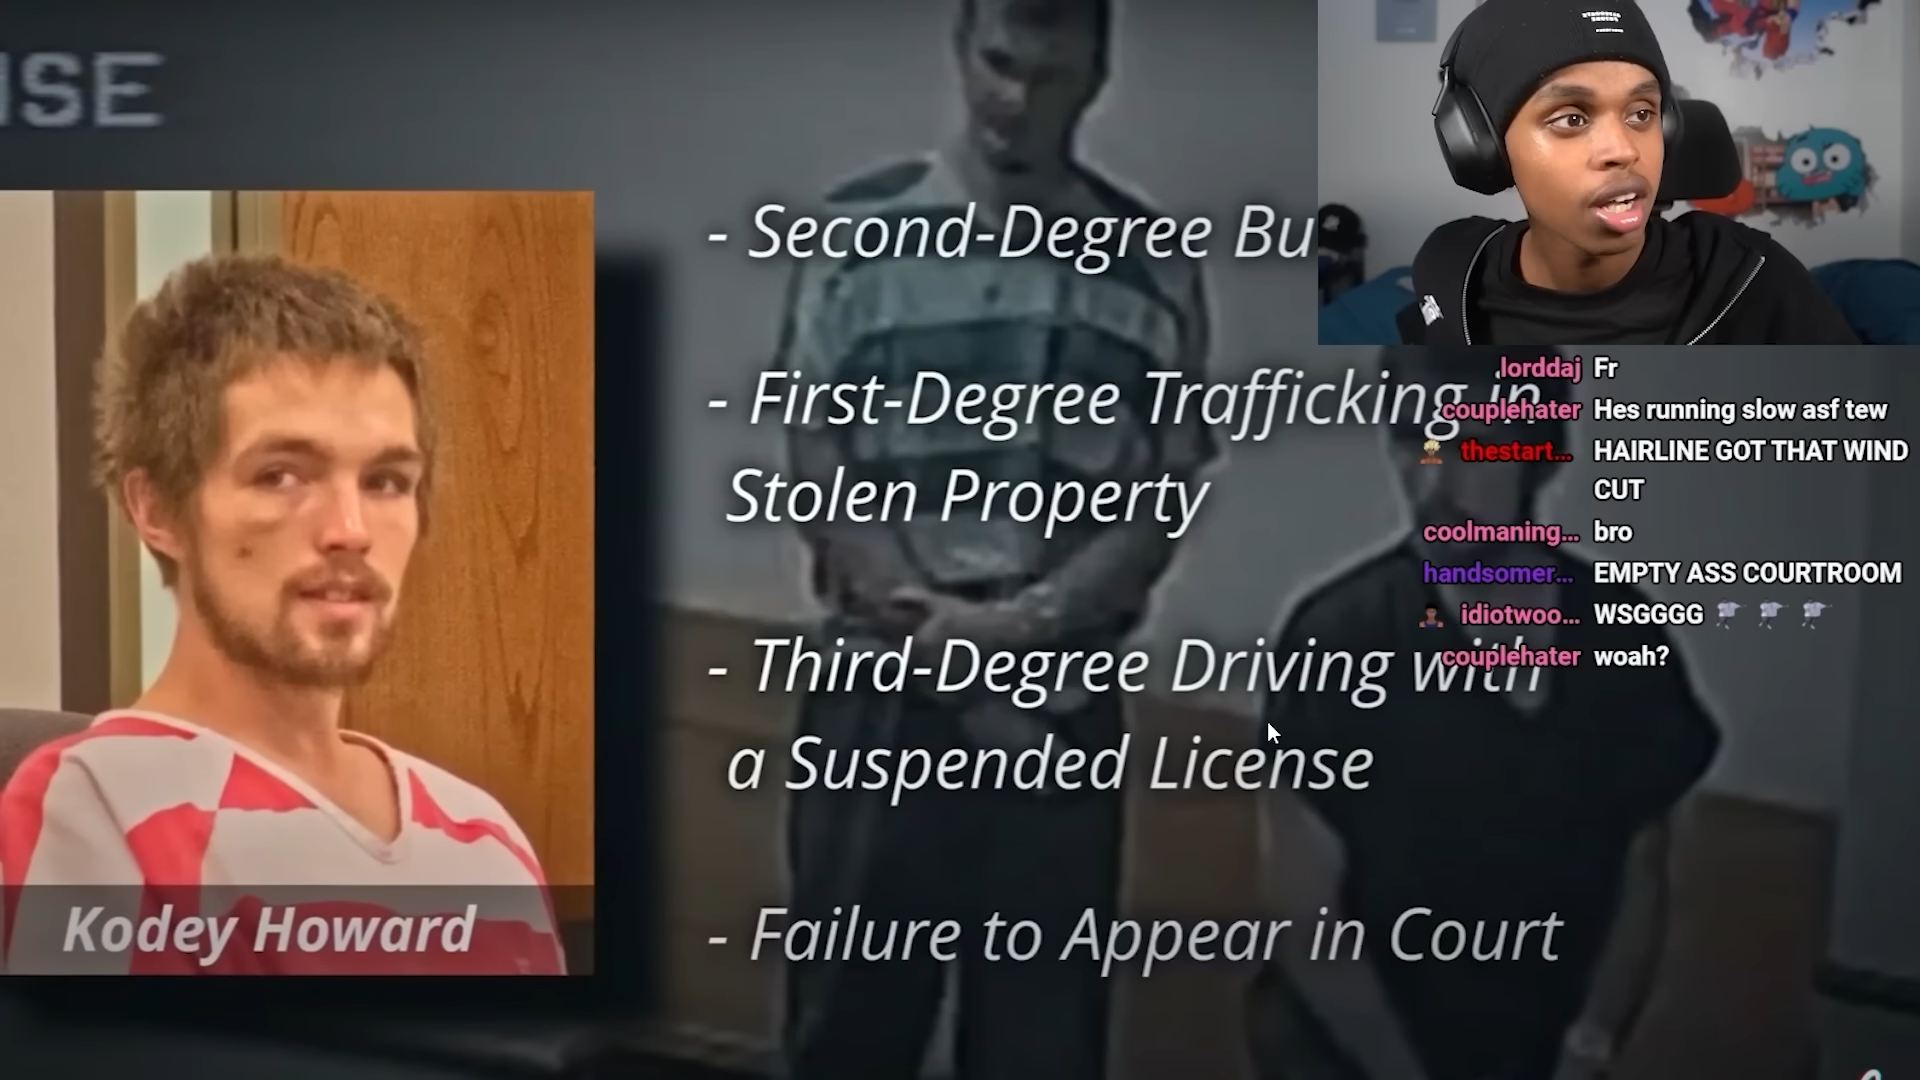 ISE
- Second-Degree Bu
- First-Degree Trafficking in
Stolen Property
- Third-Degree Driving with
a Suspended License
- Failure to Appear in Court
Kodey Howard
lorddaj Fr
couplehater Hes running slow asf tew
thestart... HAIRLINE GOT THAT WIND
CUT
coolmaning... bro
handsomer... EMPTY ASS COURTROOM
idiotwoo... WSGGGG
couplehater woah?